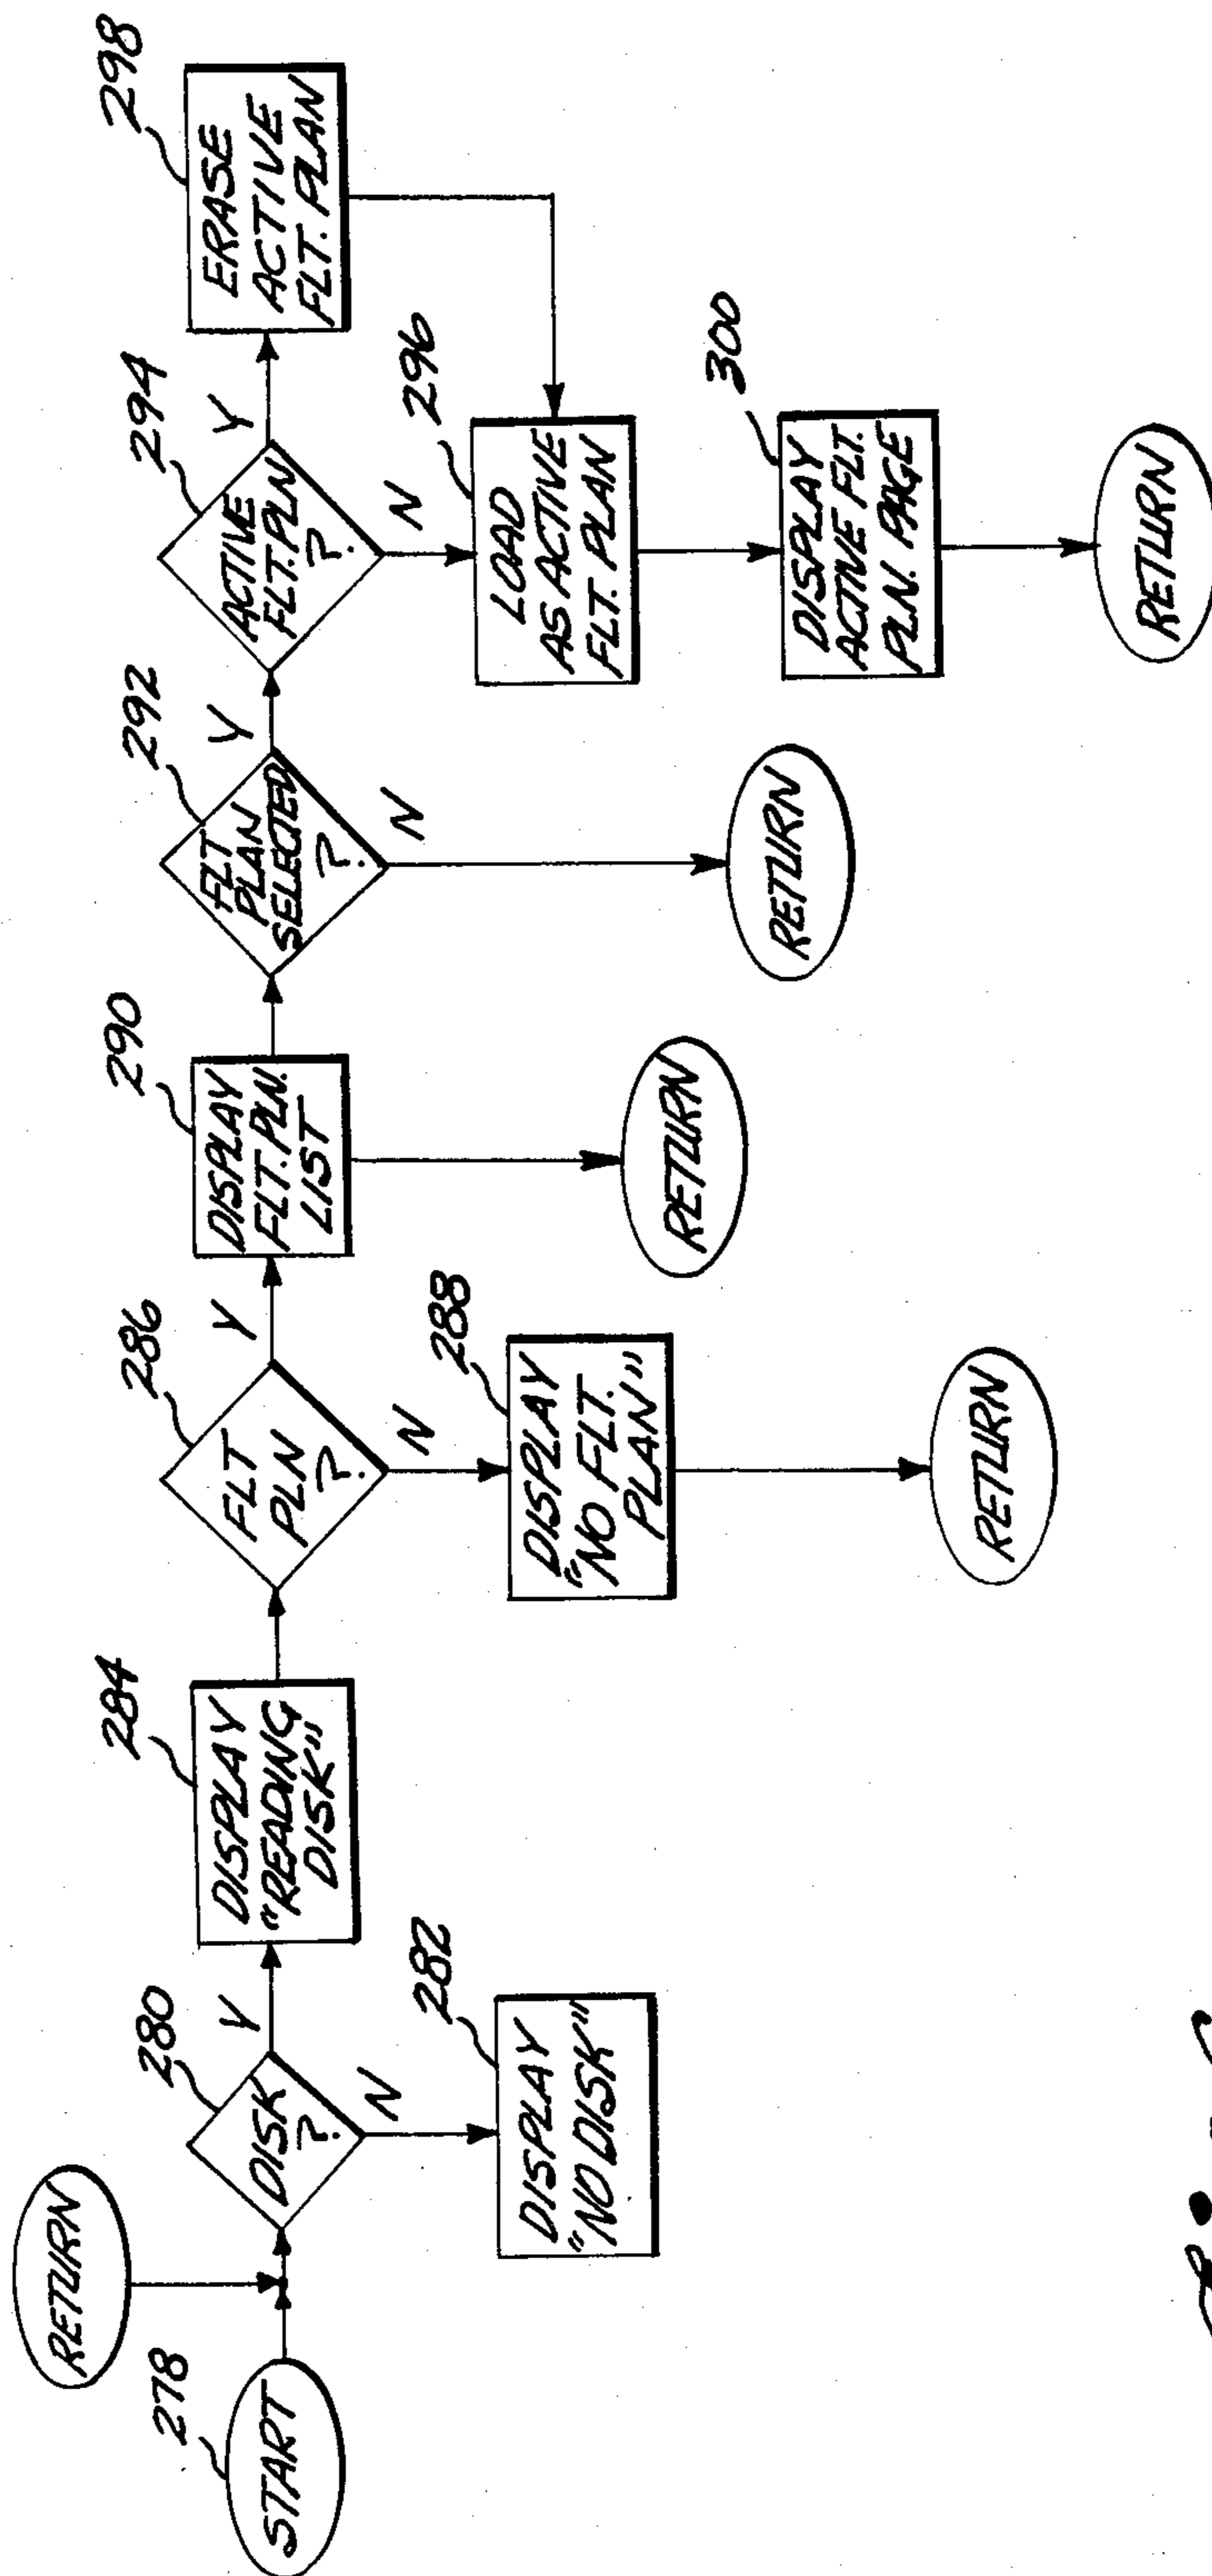 RETURN
278
START
280
DISK
?
Y
N
282
DISPLAY
"NO DISK"
284
DISPLAY
"READING
DISK"
286
FLT
PLN
?
Y
N
288
DISPLAY
"NO FLT.
PLAN"
RETURN
290
DISPLAY
FLT. PLN.
LIST
RETURN
292
FLT
PLAN
SELECTED
?
Y
N
RETURN
294
ACTIVE
FLT. PLN
?
Y
N
296
LOAD
AS ACTIVE
FLT. PLAN
298
ERASE
ACTIVE
FLT. PLAN
300
DISPLAY
ACTIVE FLT.
PLN. PAGE
RETURN